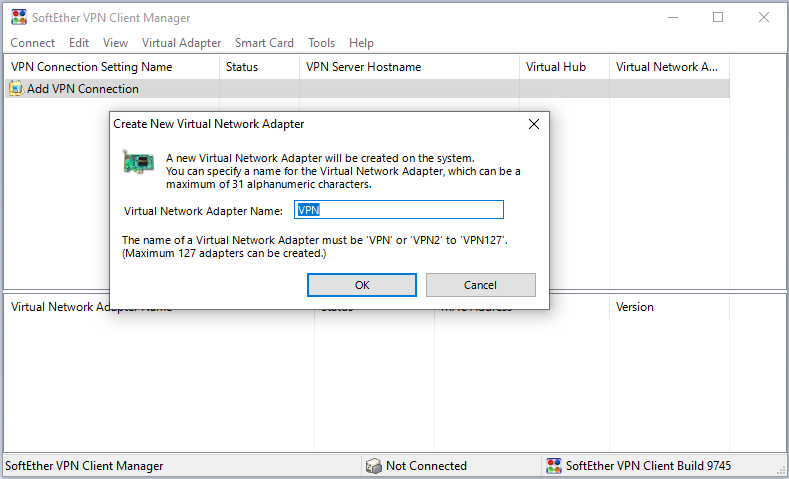 SoftEther VPN Client Manager
Connect Edit View Virtual Adapter Smart Card Tools Help
VPN Connection Setting Name Status VPN Server Hostname Virtual Hub Virtual Network A...
Add VPN Connection
Create New Virtual Network Adapter
A new Virtual Network Adapter will be created on the system.
You can specify a name for the Virtual Network Adapter, which can be a
maximum of 31 alphanumeric characters.
Virtual Network Adapter Name: VPN
The name of a Virtual Network Adapter must be 'VPN' or 'VPN2' to 'VPN127'.
(Maximum 127 adapters can be created.)
OK Cancel
Virtual Network Adapter Name Status MAC Address Version
SoftEther VPN Client Manager Not Connected SoftEther VPN Client Build 9745